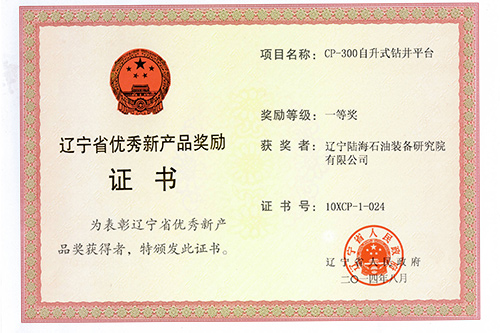 辽宁省优秀新产品奖励
证书
为表彰辽宁省优秀新产
品奖获得者，特颁发此证书。
项目名称：CP-300自升式钻井平台
奖励等级：一等奖
获奖者：辽宁陆海石油装备研究院
有限公司
证书号：10XCP-1-024
辽宁省人民政府
辽宁省人民政府
二〇一四年八月